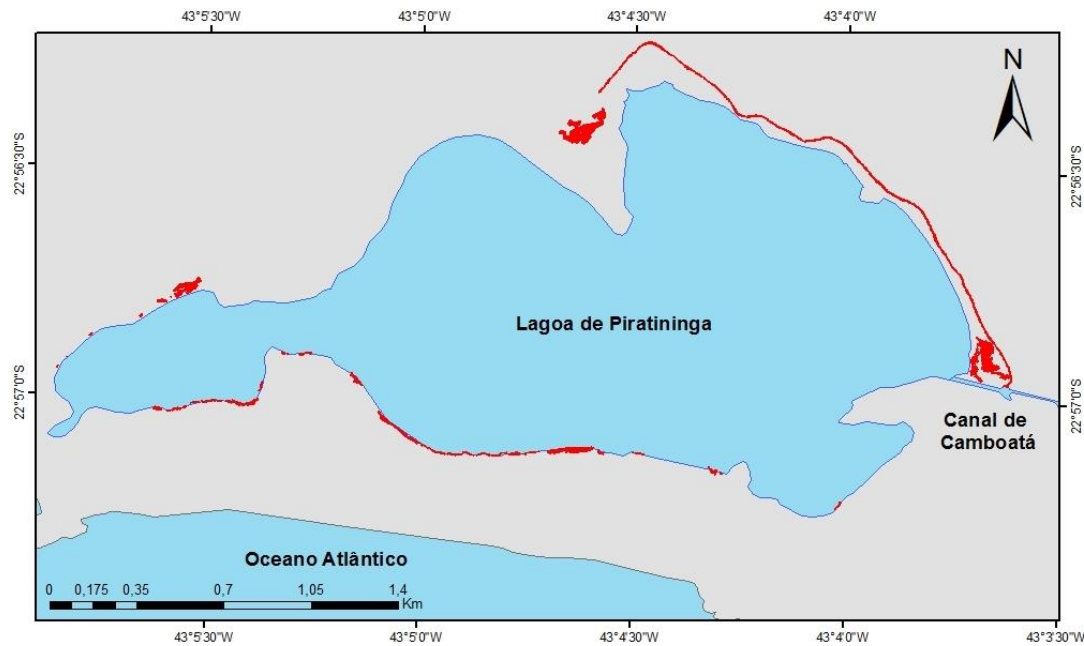 43°5'30"W 43°5'0"W 43°4'30"W 43°4'0"W
N
22°56'30"S 22°56'30"S
Lagoa de Piratininga
22°57'0"S 22°57'0"S
Canal de
Camboatá
Oceano Atlântico
0 0,175 0,35 0,7 1,05 1,4
Km
43°5'30"W 43°5'0"W 43°4'30"W 43°4'0"W 43°3'30"W